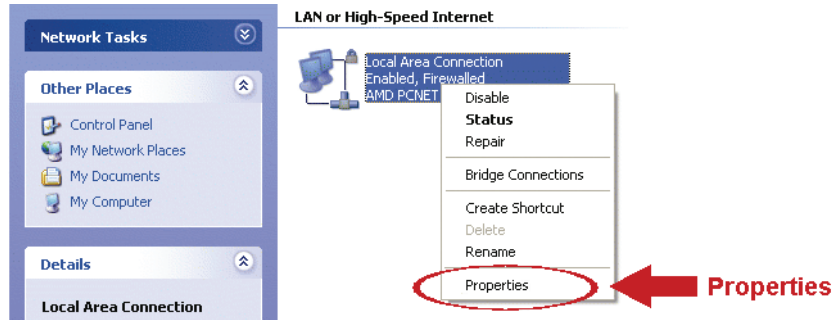 Network Tasks
Other Places
Control Panel
My Network Places
My Documents
My Computer
Details
Local Area Connection
LAN or High-Speed Internet
Local Area Connection
Enabled, Firewalled
AMD PCNET
Disable
Status
Repair
Bridge Connections
Create Shortcut
Delete
Rename
Properties
Properties